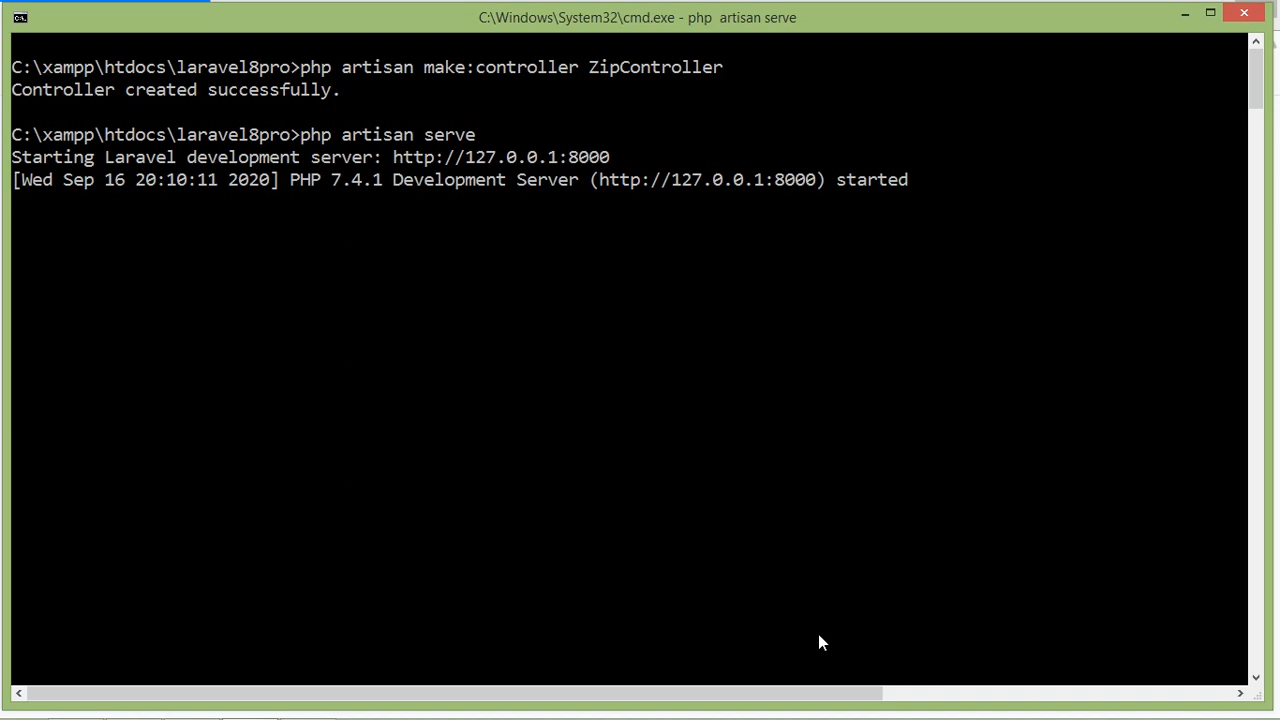 C:\Windows\System32\cmd.exe - php  artisan serve
C:\xampp\htdocs\laravel8pro>php artisan make:controller ZipController
Controller created successfully.
C:\xampp\htdocs\laravel8pro>php artisan serve
Starting Laravel development server: http://127.0.0.1:8000
[Wed Sep 16 20:10:11 2020] PHP 7.4.1 Development Server (http://127.0.0.1:8000) started